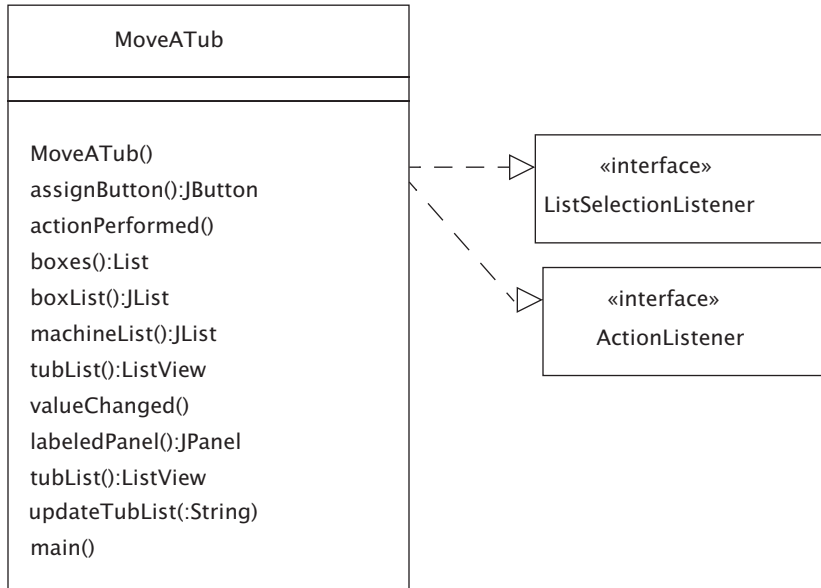 MoveATub
MoveATub()
assignButton():JButton
actionPerformed()
boxes():List
boxList():JList
machineList():JList
tubList():ListView
valueChanged()
labeledPanel():JPanel
tubList():ListView
updateTubList(:String)
main()
«interface»
ListSelectionListener
«interface»
ActionListener